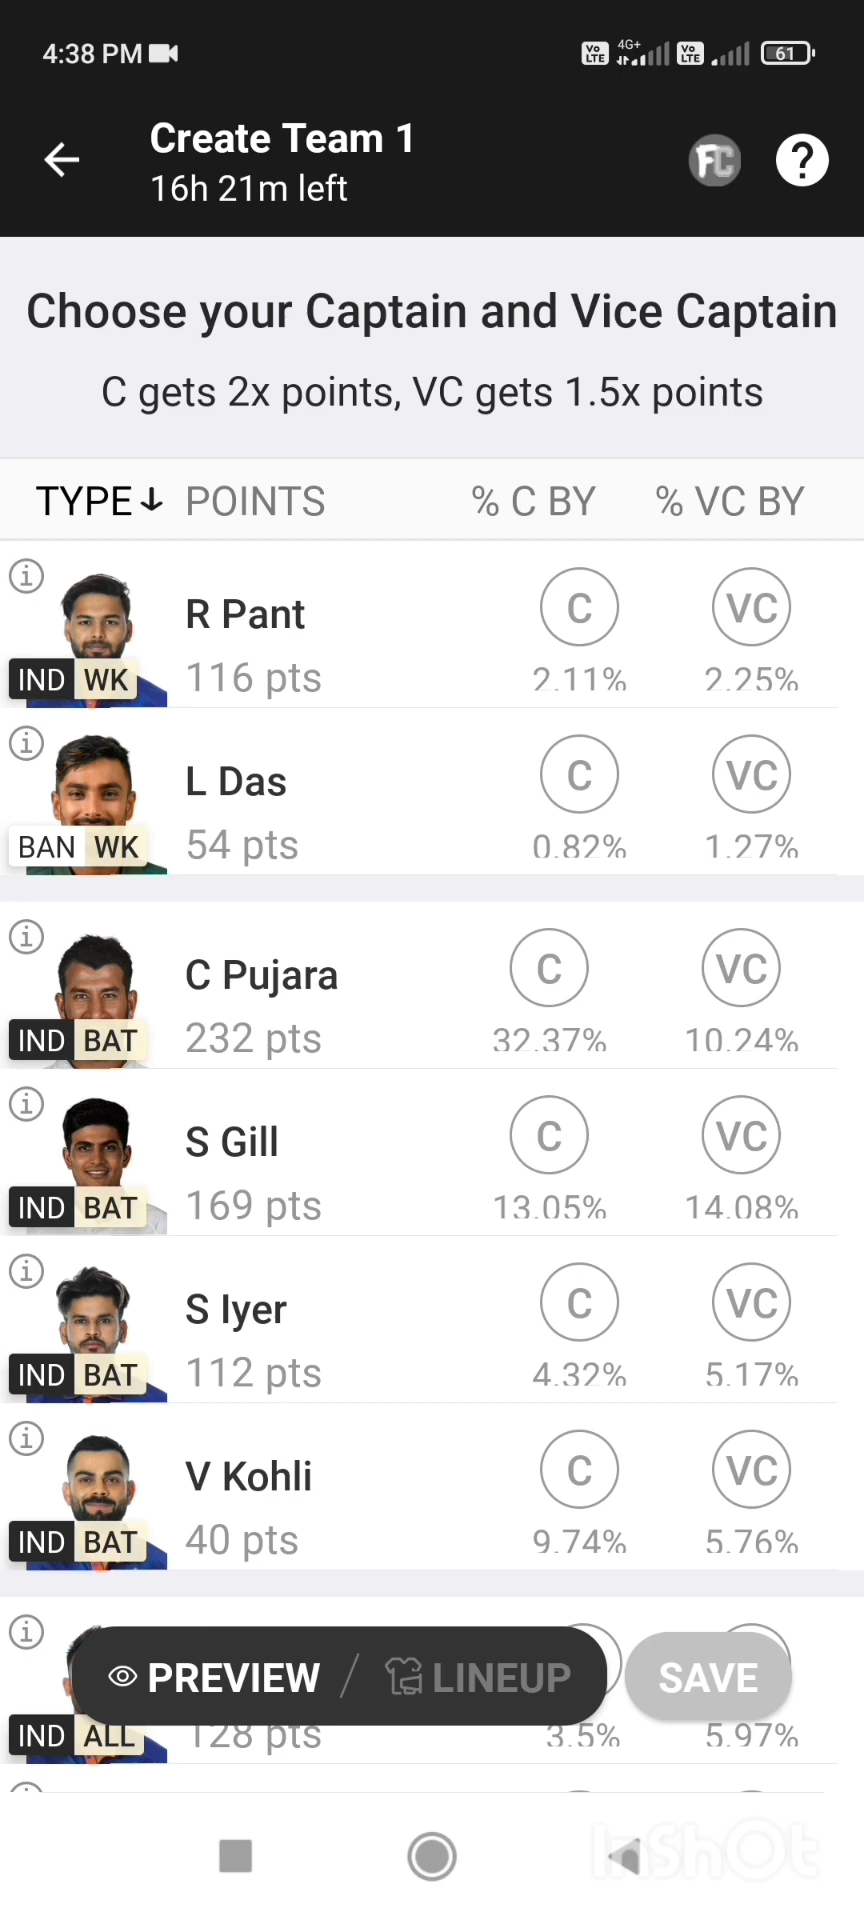 4:38 PM
Vo LTE 4G+ Vo LTE 61
Create Team 1
16h 21m left
FC ?
Choose your Captain and Vice Captain
C gets 2x points, VC gets 1.5x points
TYPE↓ POINTS % C BY % VC BY
R Pant C VC
IND WK 116 pts 2.11% 2.25%
L Das C VC
BAN WK 54 pts 0.82% 1.27%
C Pujara C VC
IND BAT 232 pts 32.37% 10.24%
S Gill C VC
IND BAT 169 pts 13.05% 14.08%
S Iyer C VC
IND BAT 112 pts 4.32% 5.17%
V Kohli C VC
IND BAT 40 pts 9.74% 5.76%
PREVIEW / LINEUP SAVE
IND ALL 128 pts 3.5% 5.97%
InShOt